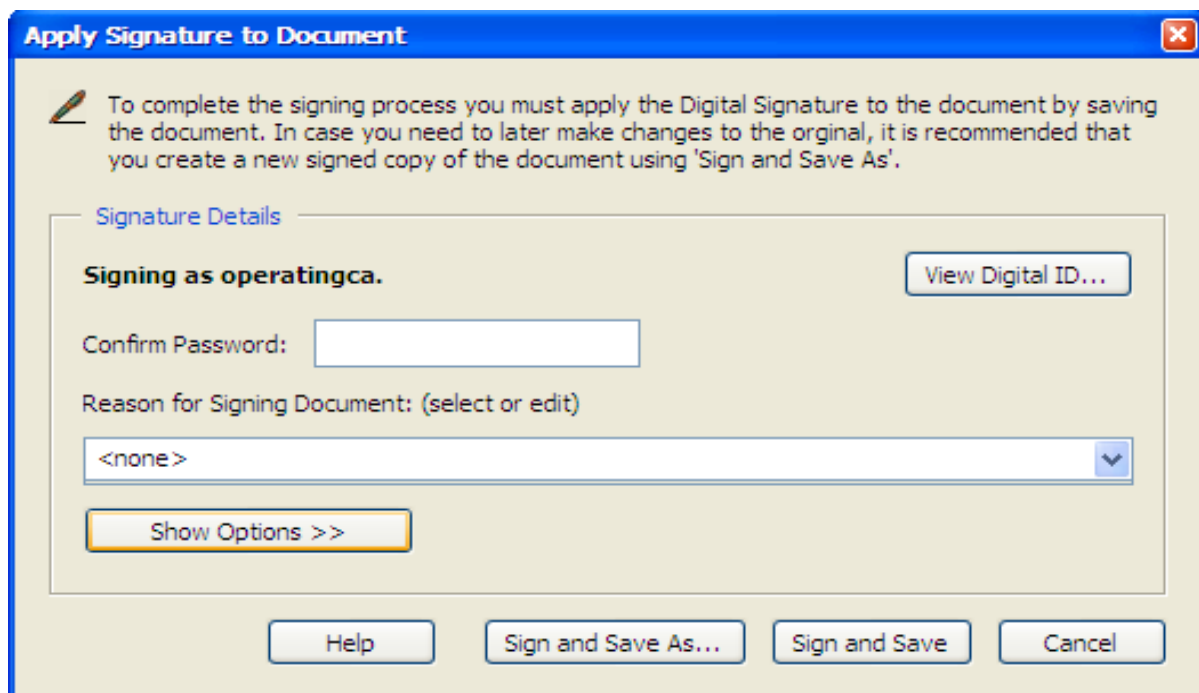 Apply Signature to Document
To complete the signing process you must apply the Digital Signature to the document by saving
the document. In case you need to later make changes to the orginal, it is recommended that
you create a new signed copy of the document using 'Sign and Save As'.
Signature Details
Signing as operatingca.
View Digital ID...
Confirm Password:
Reason for Signing Document: (select or edit)
<none>
Show Options >>
Help
Sign and Save As...
Sign and Save
Cancel